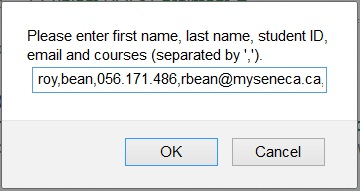 Please enter first name, last name, student ID,
email and courses (separated by ',').
roy,bean,056.171.486,rbean@myseneca.ca,
OK
Cancel